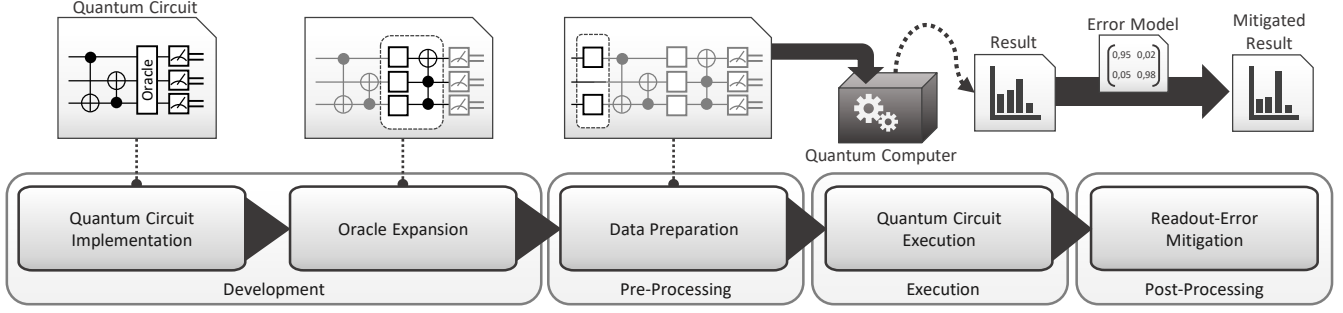 Quantum Circuit
Oracle
Quantum Computer
Result
Error Model
0,95 0,02
0,05 0,98
Mitigated
Result
Quantum Circuit
Implementation
Oracle Expansion
Data Preparation
Quantum Circuit
Execution
Readout-Error
Mitigation
Development
Pre-Processing
Execution
Post-Processing